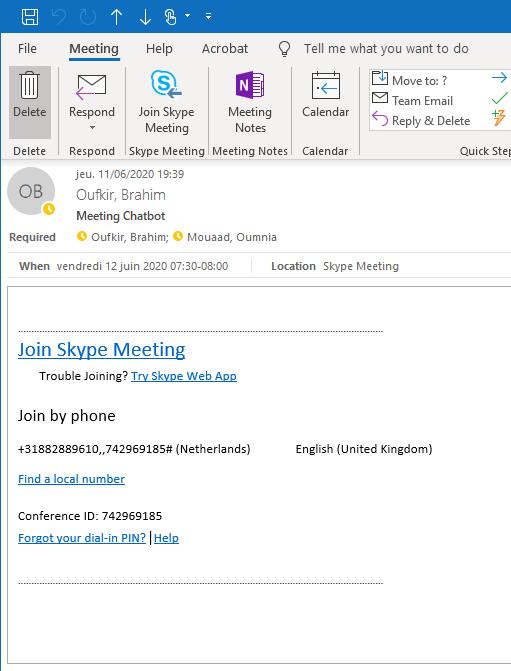 File Meeting Help Acrobat Tell me what you want to do
Delete
Respond
Join Skype
Meeting
Meeting
Notes
Calendar
Move to: ?
Team Email
Reply & Delete
Delete Respond Skype Meeting Meeting Notes Calendar Quick Step
OB
jeu. 11/06/2020 19:39
Oufkir, Brahim
Meeting Chatbot
Required Oufkir, Brahim; Mouaad, Oumnia
When vendredi 12 juin 2020 07:30-08:00 Location Skype Meeting
Join Skype Meeting
Trouble Joining? Try Skype Web App
Join by phone
+31882889610,,742969185# (Netherlands) English (United Kingdom)
Find a local number
Conference ID: 742969185
Forgot your dial-in PIN? |Help